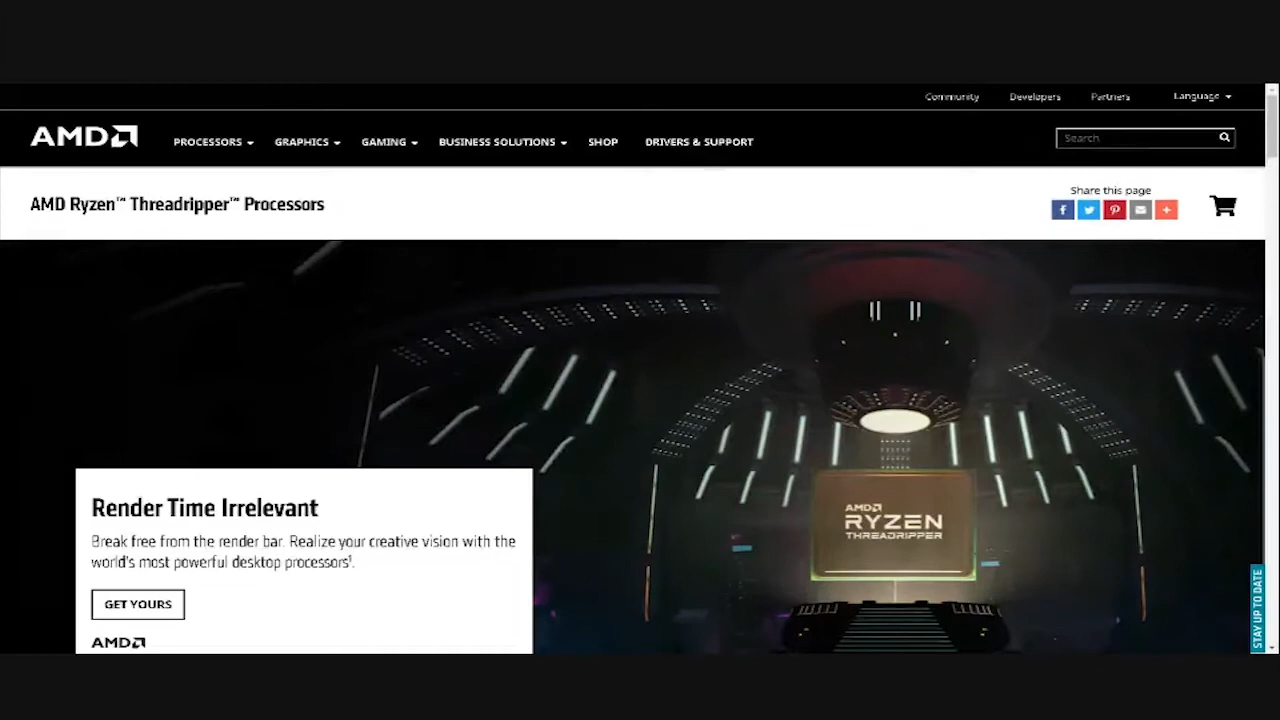 Community Developers Partners Language
AMD PROCESSORS GRAPHICS GAMING BUSINESS SOLUTIONS SHOP DRIVERS & SUPPORT Search
Share this page
AMD Ryzen™ Threadripper™ Processors
AMD
RYZEN
THREADRIPPER
Render Time Irrelevant
Break free from the render bar. Realize your creative vision with the
world's most powerful desktop processors¹.
GET YOURS
AMD
STAY UP TO DATE